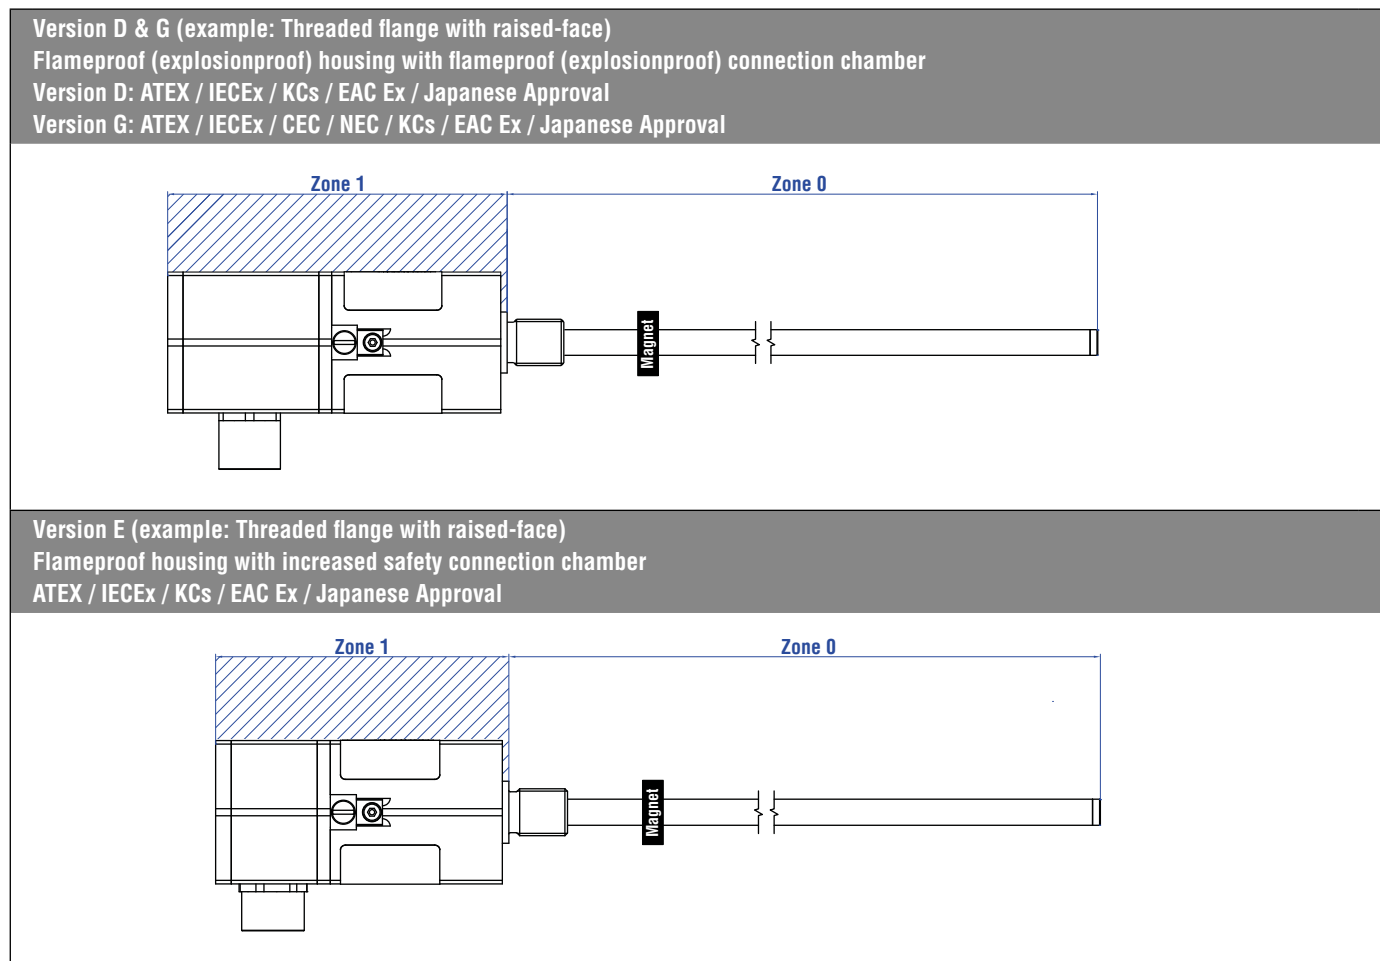 Version D & G (example: Threaded flange with raised-face)
Flameproof (explosionproof) housing with flameproof (explosionproof) connection chamber
Version D: ATEX / IECEx / KCs / EAC Ex / Japanese Approval
Version G: ATEX / IECEx / CEC / NEC / KCs / EAC Ex / Japanese Approval
Zone 1
Zone 0
Magnet
Version E (example: Threaded flange with raised-face)
Flameproof housing with increased safety connection chamber
ATEX / IECEx / KCs / EAC Ex / Japanese Approval
Zone 1
Zone 0
Magnet